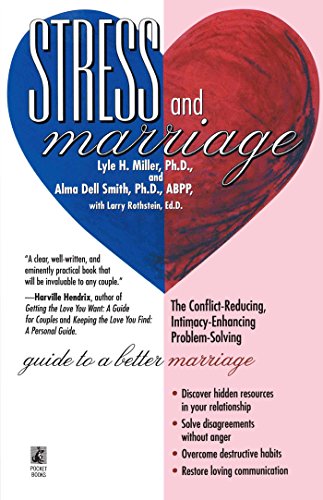 STRESS and
marriage
Lyle H. Miller, Ph.D.,
and
Alma Dell Smith, Ph.D., ABPP,
with Larry Rothstein, Ed.D.
"A clear, well-written, and
eminently practical book that
will be invaluable to any couple."
—Harville Hendrix, author of
Getting the Love You Want: A Guide
for Couples and Keeping the Love You Find:
A Personal Guide.
The Conflict-Reducing,
Intimacy-Enhancing
Problem-Solving
guide to a better marriage
• Discover hidden resources
in your relationship
• Solve disagreements
without anger
• Overcome destructive habits
• Restore loving communication
POCKET
BOOKS